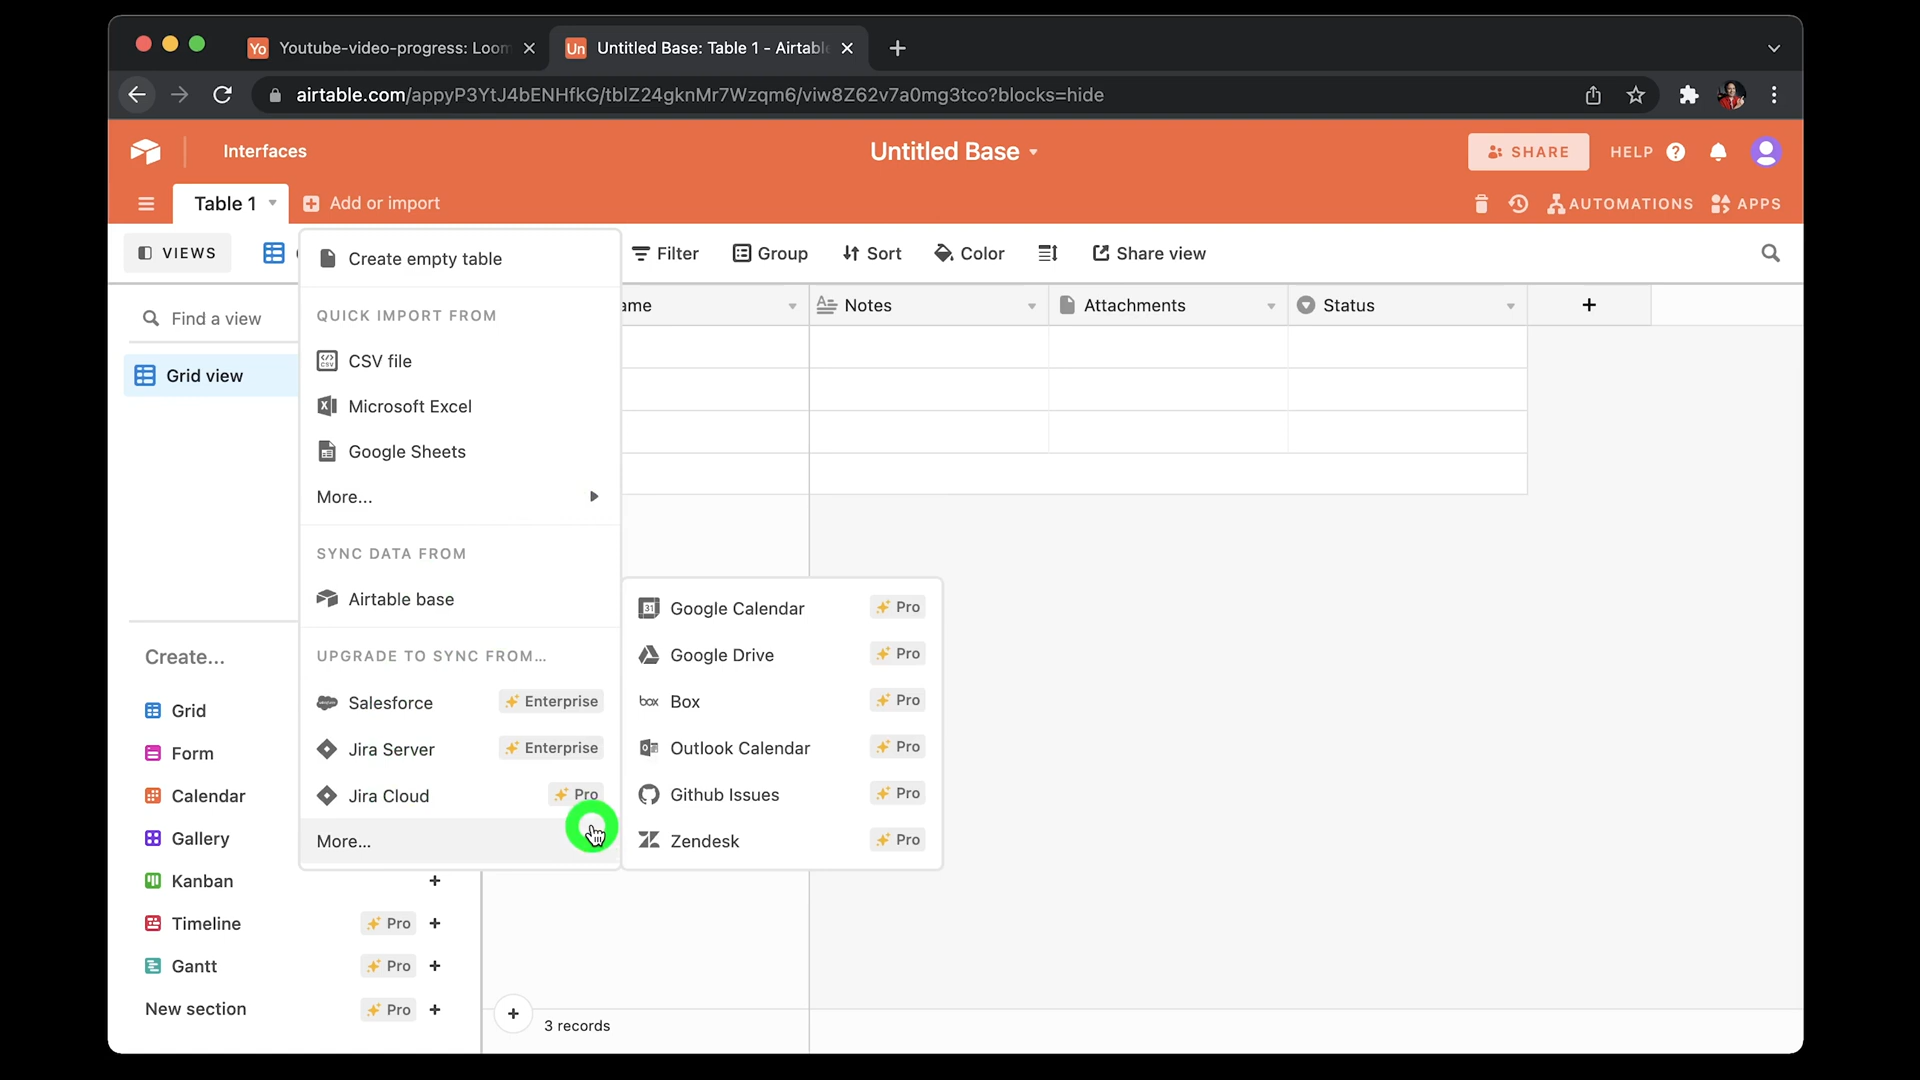 Yo Youtube-video-progress: Loom
Un Untitled Base: Table 1 - Airtable
airtable.com/appyP3YtJ4bENHfkG/tblZ24gknMr7Wzqm6/viw8Z62v7a0mg3tco?blocks=hide
Interfaces
Untitled Base
SHARE
HELP
Table 1
Add or import
AUTOMATIONS
APPS
VIEWS
Filter
Group
Sort
Color
Share view
Find a view
Grid view
Create empty table
QUICK IMPORT FROM
CSV file
Microsoft Excel
Google Sheets
More...
SYNC DATA FROM
Airtable base
UPGRADE TO SYNC FROM...
Salesforce Enterprise
Jira Server Enterprise
Jira Cloud Pro
More...
ame
Notes
Attachments
Status
Google Calendar Pro
Google Drive Pro
box Box Pro
Outlook Calendar Pro
Github Issues Pro
Zendesk Pro
Create...
Grid
Form
Calendar
Gallery
Kanban
Timeline Pro
Gantt Pro
New section Pro
3 records